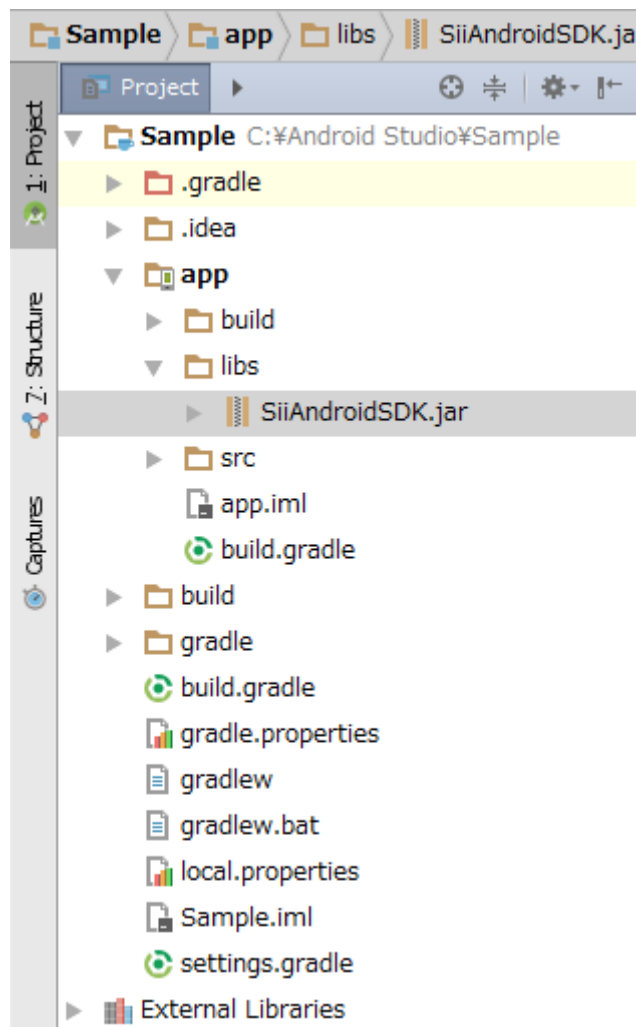 Sample app libs SiiAndroidSDK.ja
Project
1: Project
7: Structure
Captures
Sample C:¥Android Studio¥Sample
.gradle
.idea
app
build
libs
SiiAndroidSDK.jar
src
app.iml
build.gradle
build
gradle
build.gradle
gradle.properties
gradlew
gradlew.bat
local.properties
Sample.iml
settings.gradle
External Libraries